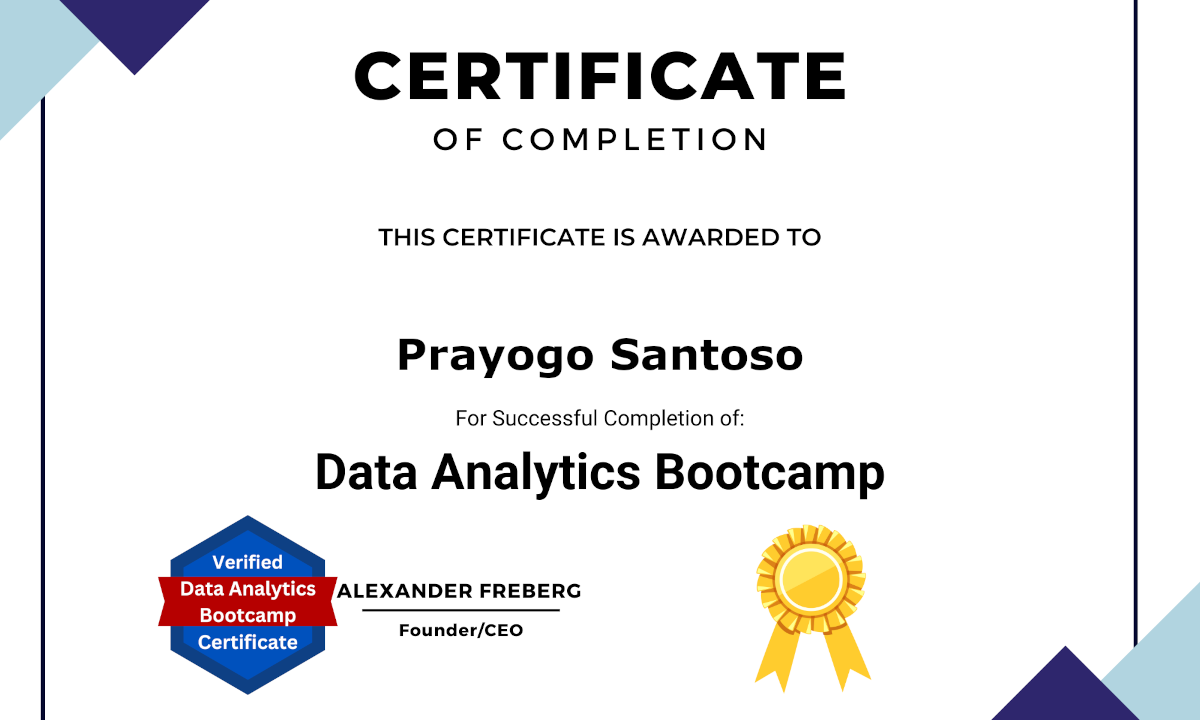 CERTIFICATE
OF COMPLETION
THIS CERTIFICATE IS AWARDED TO
Prayogo Santoso
For Successful Completion of:
Data Analytics Bootcamp
Verified
Data Analytics
Bootcamp
Certificate
ALEXANDER FREBERG
Founder/CEO